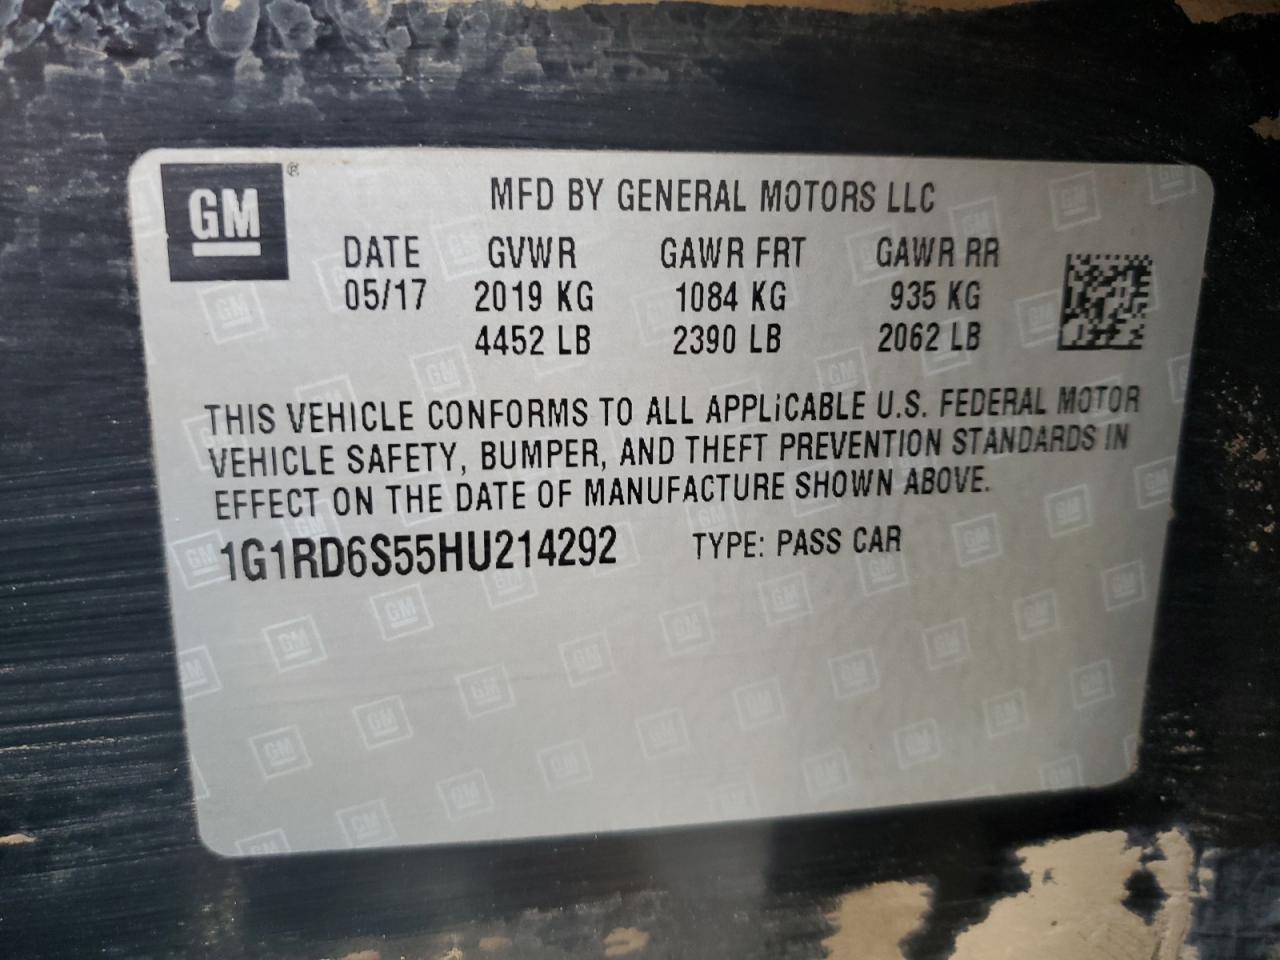 GM ®
MFD BY GENERAL MOTORS LLC
DATE GVWR GAWR FRT GAWR RR
05/17 2019 KG 1084 KG 935 KG
4452 LB 2390 LB 2062 LB
THIS VEHICLE CONFORMS TO ALL APPLiCABLE U.S. FEDERAL MOTOR
VEHICLE SAFETY, BUMPER, AND THEFT PREVENTION STANDARDS IN
EFFECT ON THE DATE OF MANUFACTURE SHOWN ABOVE.
1G1RD6S55HU214292 TYPE: PASS CAR